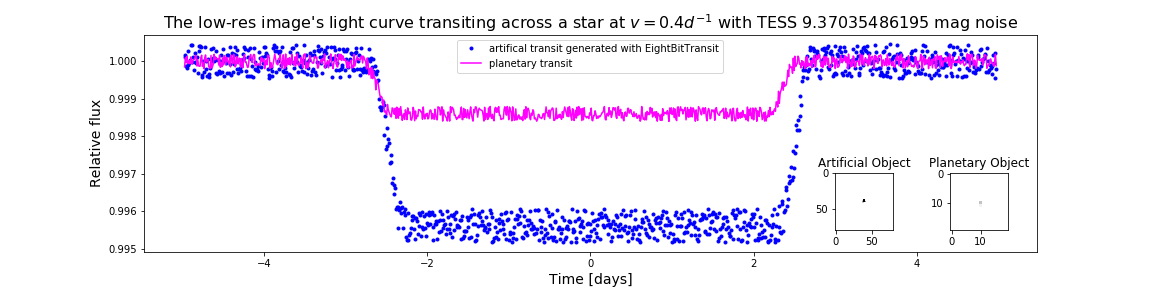 The low-res image's light curve transiting across a star at v = 0.4d⁻¹ with TESS 9.37035486195 mag noise
artifical transit generated with EightBitTransit
planetary transit
Relative flux
1.000
0.999
0.998
0.997
0.996
0.995
Artificial Object
0
50
0 50
Planetary Object
0
10
0 10
−4 −2 0 2 4
Time [days]